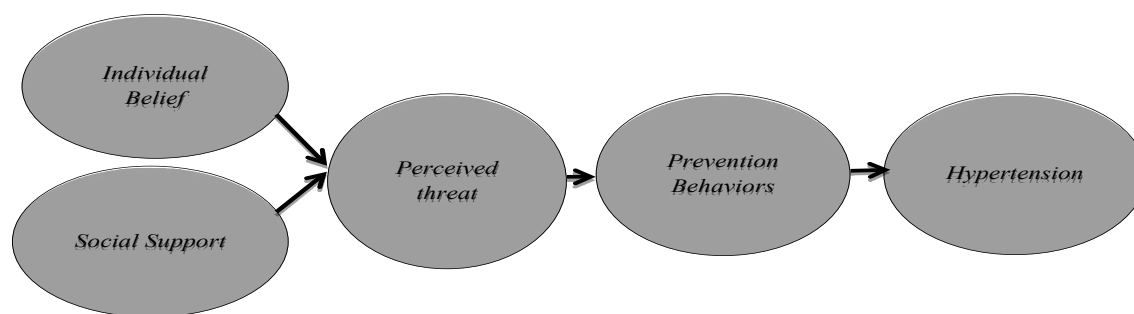 Individual
Belief
Social Support
Perceived
threat
Prevention
Behaviors
Hypertension